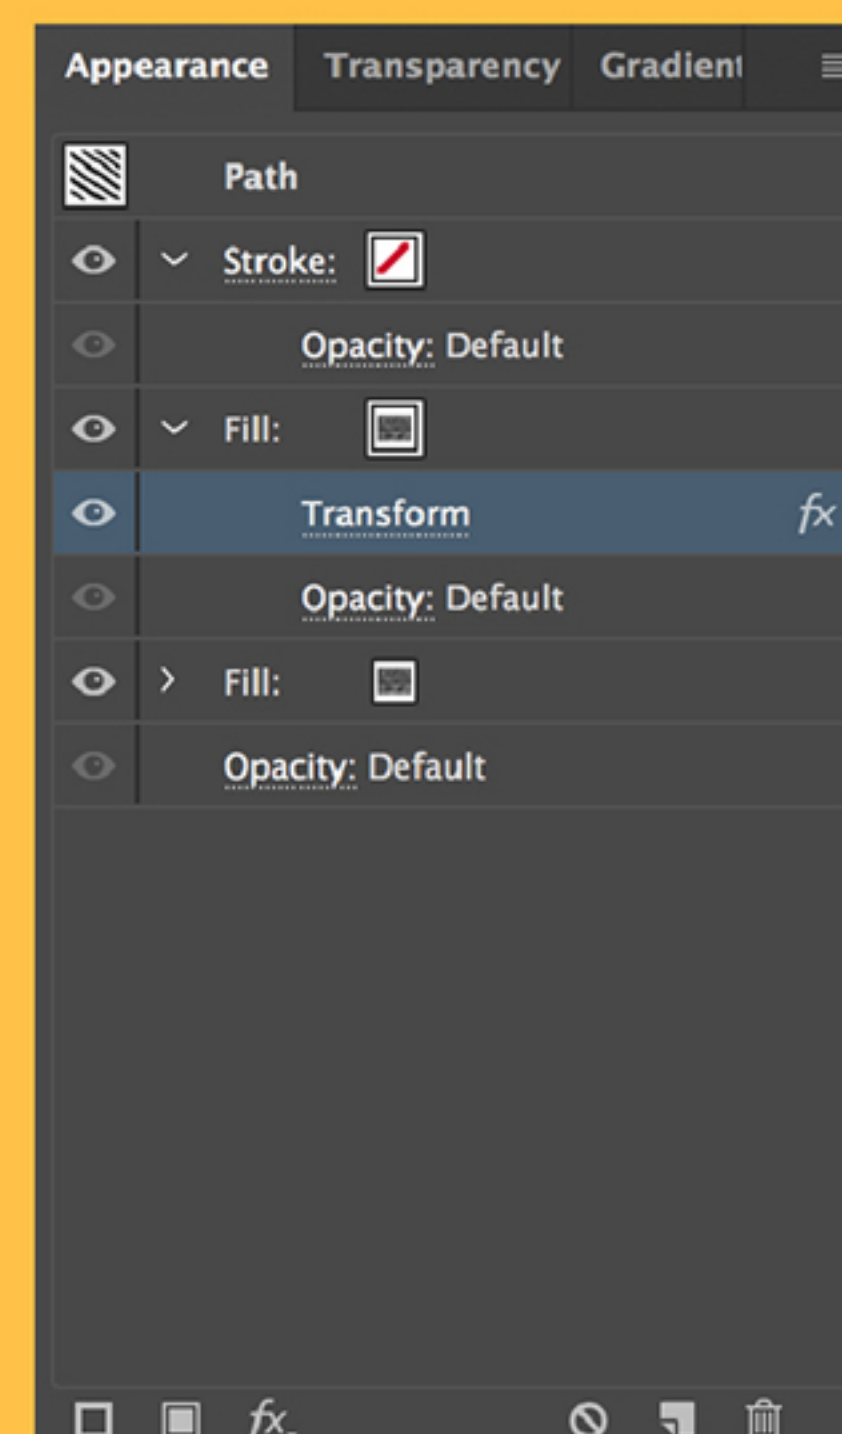 Appearance Transparency Gradient
Path
Stroke:
Opacity: Default
Fill:
Transform fx
Opacity: Default
Fill:
Opacity: Default
fx.